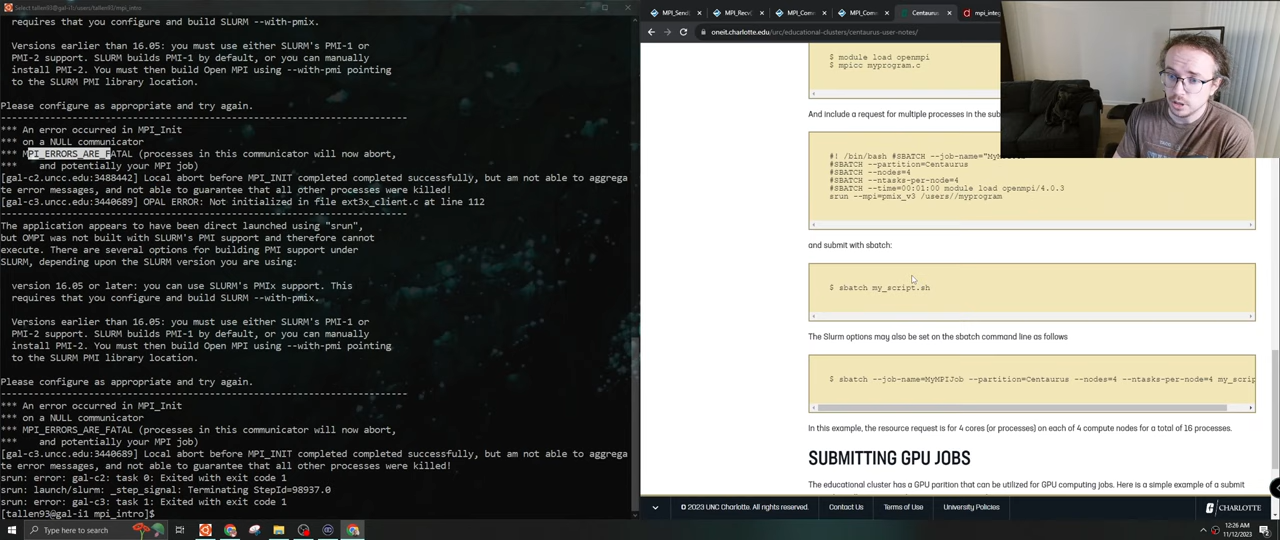 Select tallen93@gal-i1:/users/tallen93/mpi_intro
requires that you configure and build SLURM --with-pmix.
Versions earlier than 16.05: you must use either SLURM's PMI-1 or
PMI-2 support. SLURM builds PMI-1 by default, or you can manually
install PMI-2. You must then build Open MPI using --with-pmi pointing
to the SLURM PMI library location.
Please configure as appropriate and try again.
--------------------------------------------------------------------------
*** An error occurred in MPI_Init
*** on a NULL communicator
*** MPI_ERRORS_ARE_FATAL (processes in this communicator will now abort,
***    and potentially your MPI job)
[gal-c2.uncc.edu:3488442] Local abort before MPI_INIT completed completed successfully, but am not able to aggrega
te error messages, and not able to guarantee that all other processes were killed!
[gal-c3.uncc.edu:3440689] OPAL ERROR: Not initialized in file ext3x_client.c at line 112
--------------------------------------------------------------------------
The application appears to have been direct launched using "srun",
but OMPI was not built with SLURM's PMI support and therefore cannot
execute. There are several options for building PMI support under
SLURM, depending upon the SLURM version you are using:
version 16.05 or later: you can use SLURM's PMIx support. This
requires that you configure and build SLURM --with-pmix.
Versions earlier than 16.05: you must use either SLURM's PMI-1 or
PMI-2 support. SLURM builds PMI-1 by default, or you can manually
install PMI-2. You must then build Open MPI using --with-pmi pointing
to the SLURM PMI library location.
Please configure as appropriate and try again.
--------------------------------------------------------------------------
*** An error occurred in MPI_Init
*** on a NULL communicator
*** MPI_ERRORS_ARE_FATAL (processes in this communicator will now abort,
***    and potentially your MPI job)
[gal-c3.uncc.edu:3440689] Local abort before MPI_INIT completed completed successfully, but am not able to aggrega
te error messages, and not able to guarantee that all other processes were killed!
srun: error: gal-c2: task 0: Exited with exit code 1
srun: launch/slurm: _step_signal: Terminating StepId=98937.0
srun: error: gal-c3: task 1: Exited with exit code 1
[tallen93@gal-i1 mpi_intro]$
MPI_Send MPI_Recv MPI_Comm MPI_Com Centaurus mpi_integ
oneit.charlotte.edu/urc/educational-clusters/centaurus-user-notes/
$ module load openmpi
$ mpicc myprogram.c
And include a request for multiple processes in the sub
#! /bin/bash #SBATCH --job-name="MyM
#SBATCH --partition=Centaurus
#SBATCH --nodes=4
#SBATCH --ntasks-per-node=4
#SBATCH --time=00:01:00 module load openmpi/4.0.3
srun --mpi=pmix_v3 /users//myprogram
and submit with sbatch:
$ sbatch my_script.sh
The Slurm options may also be set on the sbatch command line as follows
$ sbatch --job-name=MyMPIJob --partition=Centaurus --nodes=4 --ntasks-per-node=4 my_scrip
In this example, the resource request is for 4 cores (or processes) on each of 4 compute nodes for a total of 16 processes.
SUBMITTING GPU JOBS
The educational cluster has a GPU parition that can be utilized for GPU computing jobs. Here is a simple example of a submit
© 2023 UNC Charlotte. All rights reserved. Contact Us Terms of Use University Policies CHARLOTTE
Type here to search
12:26 AM
11/12/2023